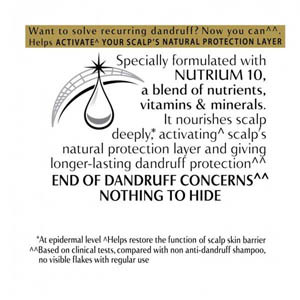 Want to solve recurring dandruff? Now you can^^.
Helps ACTIVATE^ YOUR SCALP'S NATURAL PROTECTION LAYER
Specially formulated with
NUTRIUM 10,
a blend of nutrients,
vitamins & minerals.
It nourishes scalp
deeply,* activating^ scalp's
natural protection layer and giving
longer-lasting dandruff protection^^
END OF DANDRUFF CONCERNS^^
NOTHING TO HIDE
*At epidermal level ^Helps restore the function of scalp skin barrier
^^Based on clinical tests, compared with non anti-dandruff shampoo,
no visible flakes with regular use